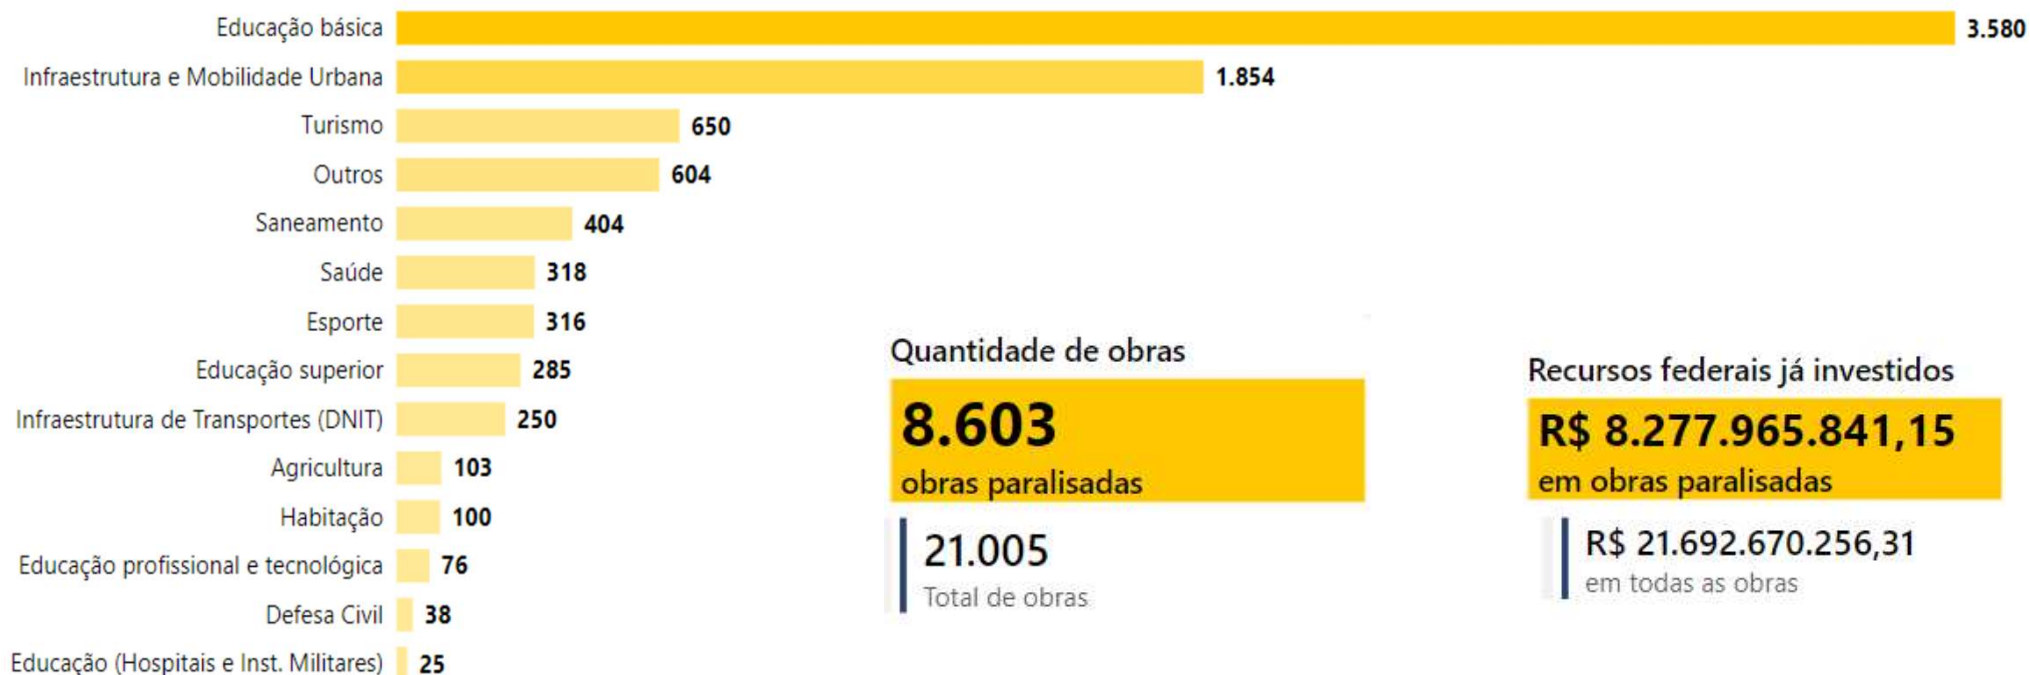 Educação básica 3.580
Infraestrutura e Mobilidade Urbana 1.854
Turismo 650
Outros 604
Saneamento 404
Saúde 318
Esporte 316
Educação superior 285
Infraestrutura de Transportes (DNIT) 250
Agricultura 103
Habitação 100
Educação profissional e tecnológica 76
Defesa Civil 38
Educação (Hospitais e Inst. Militares) 25
Quantidade de obras
8.603
obras paralisadas
21.005
Total de obras
Recursos federais já investidos
R$ 8.277.965.841,15
em obras paralisadas
R$ 21.692.670.256,31
em todas as obras